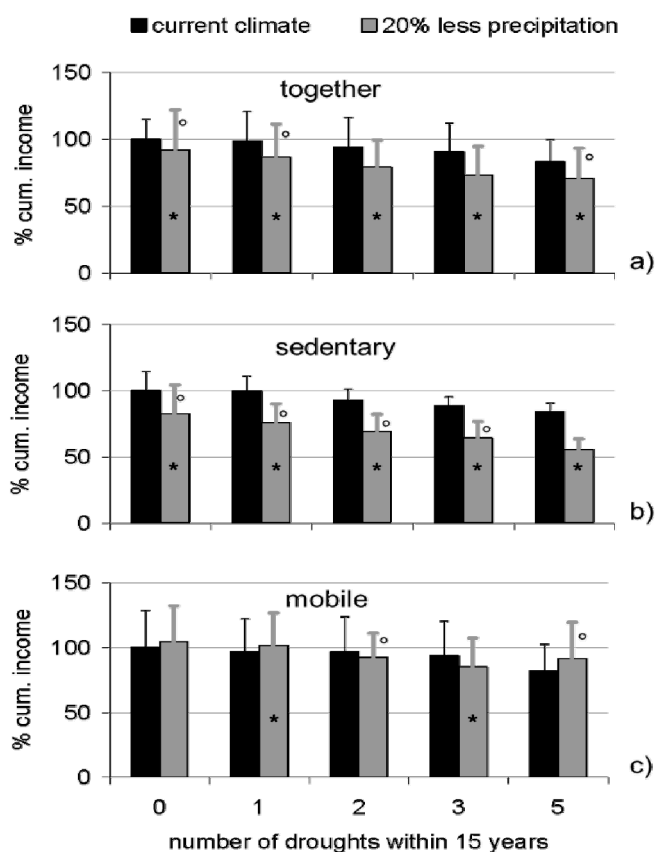 current climate 20% less precipitation
150
together
100
50
0
% cum. income
° ° °
* * * * *
a)
150
sedentary
100
50
0
% cum. income
° ° ° °
* * * * *
b)
150
mobile
100
50
0
% cum. income
° °
* *
c)
0 1 2 3 5
number of droughts within 15 years